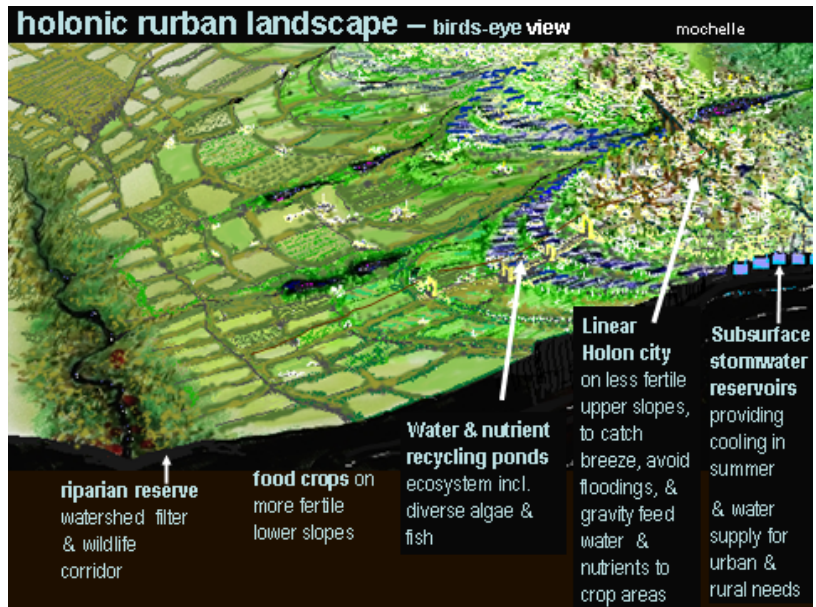 holonic rurban landscape – birds-eye view
mochelle
riparian reserve
watershed filter
& wildlife
corridor
food crops on
more fertile
lower slopes
Water & nutrient
recycling ponds
ecosystem incl.
diverse algae &
fish
Linear
Holon city
on less fertile
upper slopes,
to catch
breeze, avoid
floodings, &
gravity feed
water &
nutrients to
crop areas
Subsurface
stormwater
reservoirs
providing
cooling in
summer
& water
supply for
urban &
rural needs